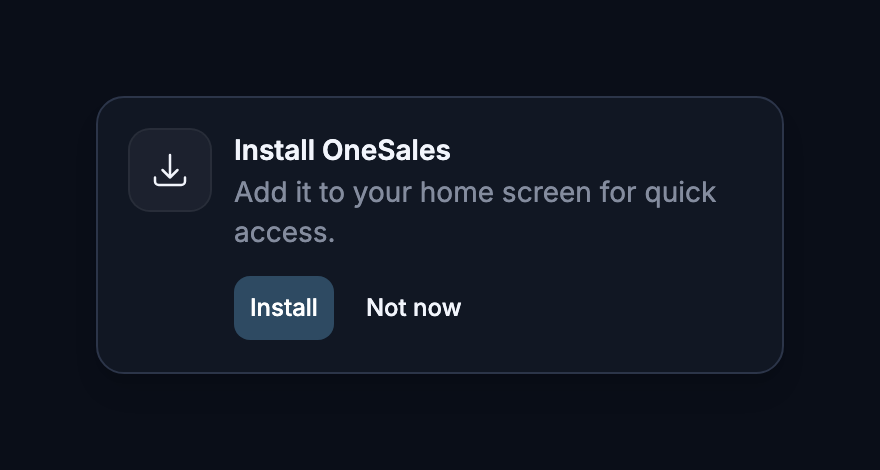 Install OneSales
Add it to your home screen for quick
access.
Install
Not now